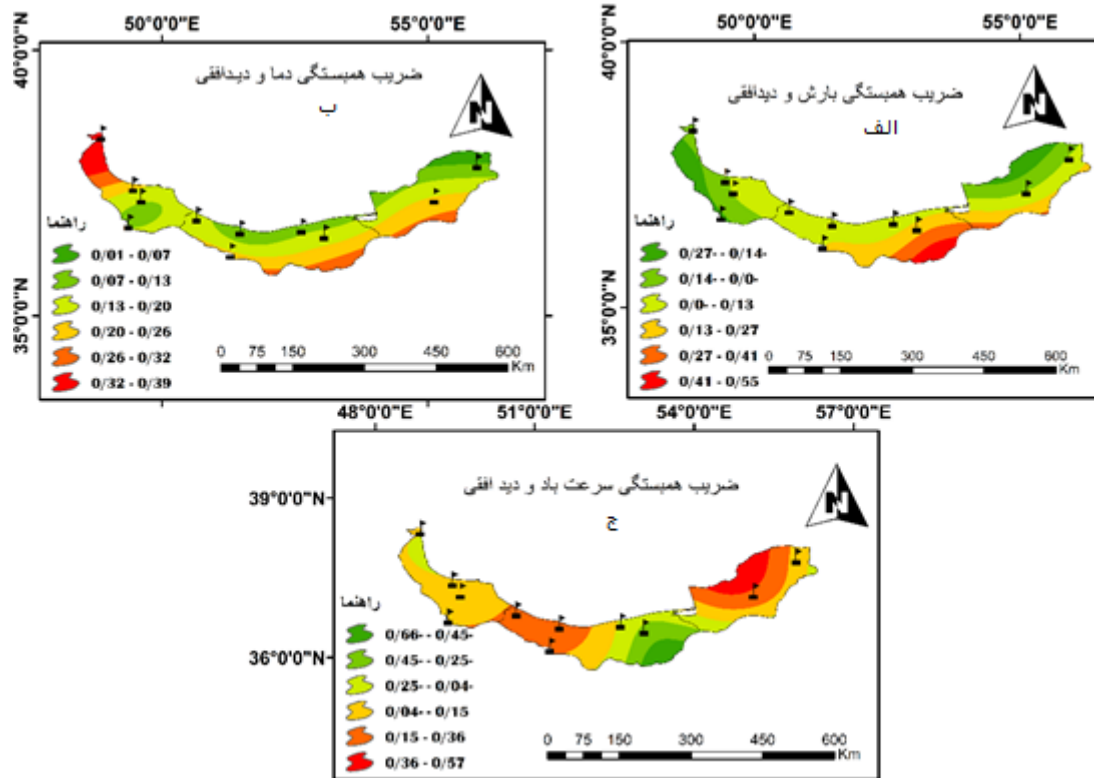 50°0'0"E
55°0'0"E
40°0'0"N
35°0'0"N
ضریب همبستگی دما و دیدافقی
ب
N
راهنما
0/01 - 0/07
0/07 - 0/13
0/13 - 0/20
0/20 - 0/26
0/26 - 0/32
0/32 - 0/39
0 75 150 300 450 600
Km
50°0'0"E
55°0'0"E
40°0'0"N
35°0'0"N
ضریب همبستگی بارش و دیدافقی
الف
N
راهنما
0/27- - 0/14-
0/14- - 0/0-
0/0- - 0/13
0/13 - 0/27
0/27 - 0/41
0/41 - 0/55
0 75 150 300 450 600
Km
48°0'0"E
51°0'0"E
54°0'0"E
57°0'0"E
39°0'0"N
36°0'0"N
ضریب همبستگی سرعت باد و دید افقی
ج
N
راهنما
0/66- - 0/45-
0/45- - 0/25-
0/25- - 0/04-
0/04- - 0/15
0/15 - 0/36
0/36 - 0/57
0 75 150 300 450 600
Km